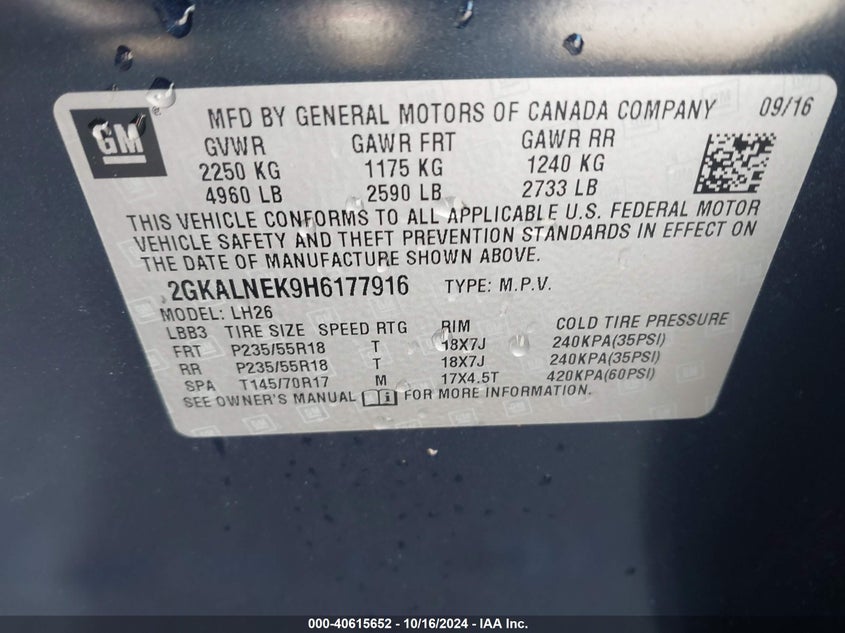 GM
MFD BY GENERAL MOTORS OF CANADA COMPANY 09/16
GVWR GAWR FRT GAWR RR
2250 KG 1175 KG 1240 KG
4960 LB 2590 LB 2733 LB
THIS VEHICLE CONFORMS TO ALL APPLICABLE U.S. FEDERAL MOTOR
VEHICLE SAFETY AND THEFT PREVENTION STANDARDS IN EFFECT ON
THE DATE OF MANUFACTURE SHOWN ABOVE.
2GKALNEK9H6177916 TYPE: M.P.V.
MODEL: LH26
LBB3 TIRE SIZE SPEED RTG RIM COLD TIRE PRESSURE
FRT P235/55R18 T 18X7J 240KPA(35PSI)
RR P235/55R18 T 18X7J 240KPA(35PSI)
SPA T145/70R17 M 17X4.5T 420KPA(60PSI)
SEE OWNER'S MANUAL FOR MORE INFORMATION.
000-40615652 - 10/16/2024 - IAA Inc.